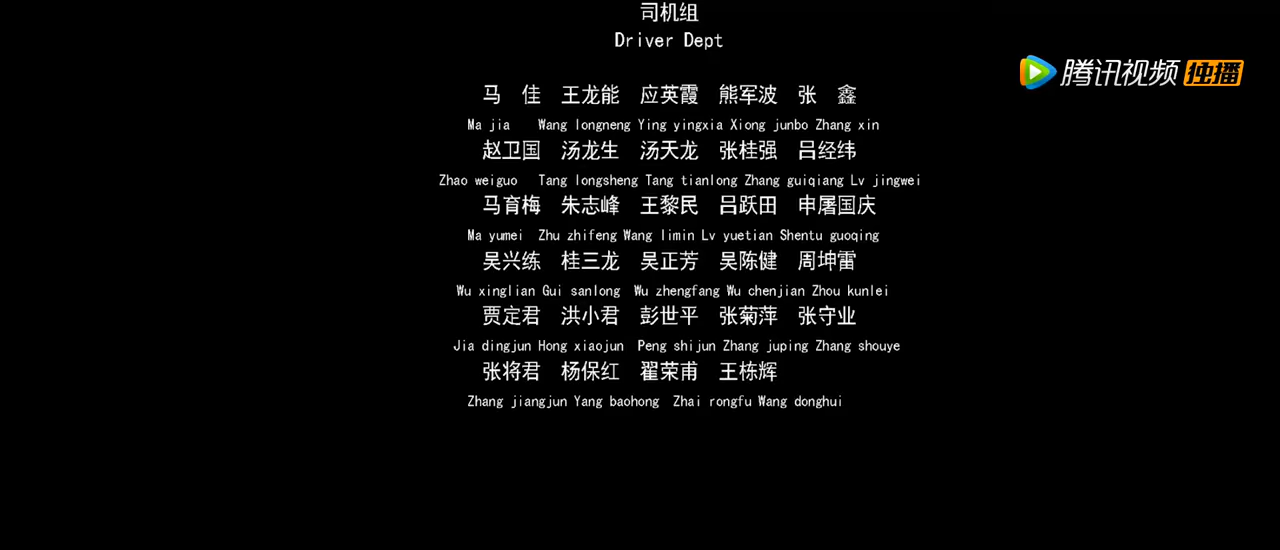 司机组
Driver Dept
腾讯视频 独播
马　佳　王龙能　应英霞　熊军波　张　鑫
Ma jia　Wang longneng Ying yingxia Xiong junbo Zhang xin
赵卫国　汤龙生　汤天龙　张桂强　吕经纬
Zhao weiguo　Tang longsheng Tang tianlong Zhang guiqiang Lv jingwei
马育梅　朱志峰　王黎民　吕跃田　申屠国庆
Ma yumei　Zhu zhifeng Wang limin Lv yuetian Shentu guoqing
吴兴练　桂三龙　吴正芳　吴陈健　周坤雷
Wu xinglian Gui sanlong　Wu zhengfang Wu chenjian Zhou kunlei
贾定君　洪小君　彭世平　张菊萍　张守业
Jia dingjun Hong xiaojun　Peng shijun Zhang juping Zhang shouye
张将君　杨保红　翟荣甫　王栋辉
Zhang jiangjun Yang baohong　Zhai rongfu Wang donghui